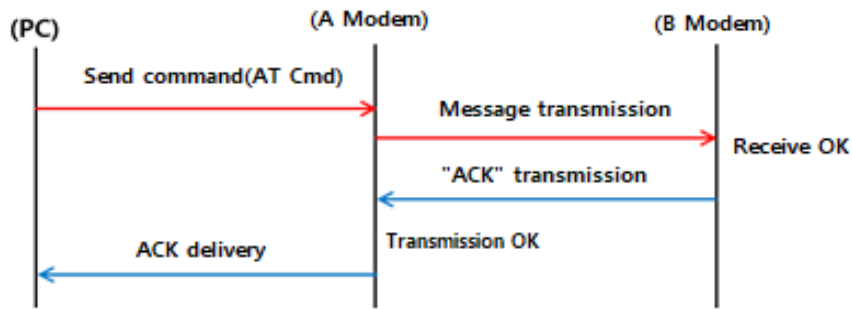 (PC)
(A Modem)
(B Modem)
Send command(AT Cmd)
Message transmission
Receive OK
"ACK" transmission
Transmission OK
ACK delivery